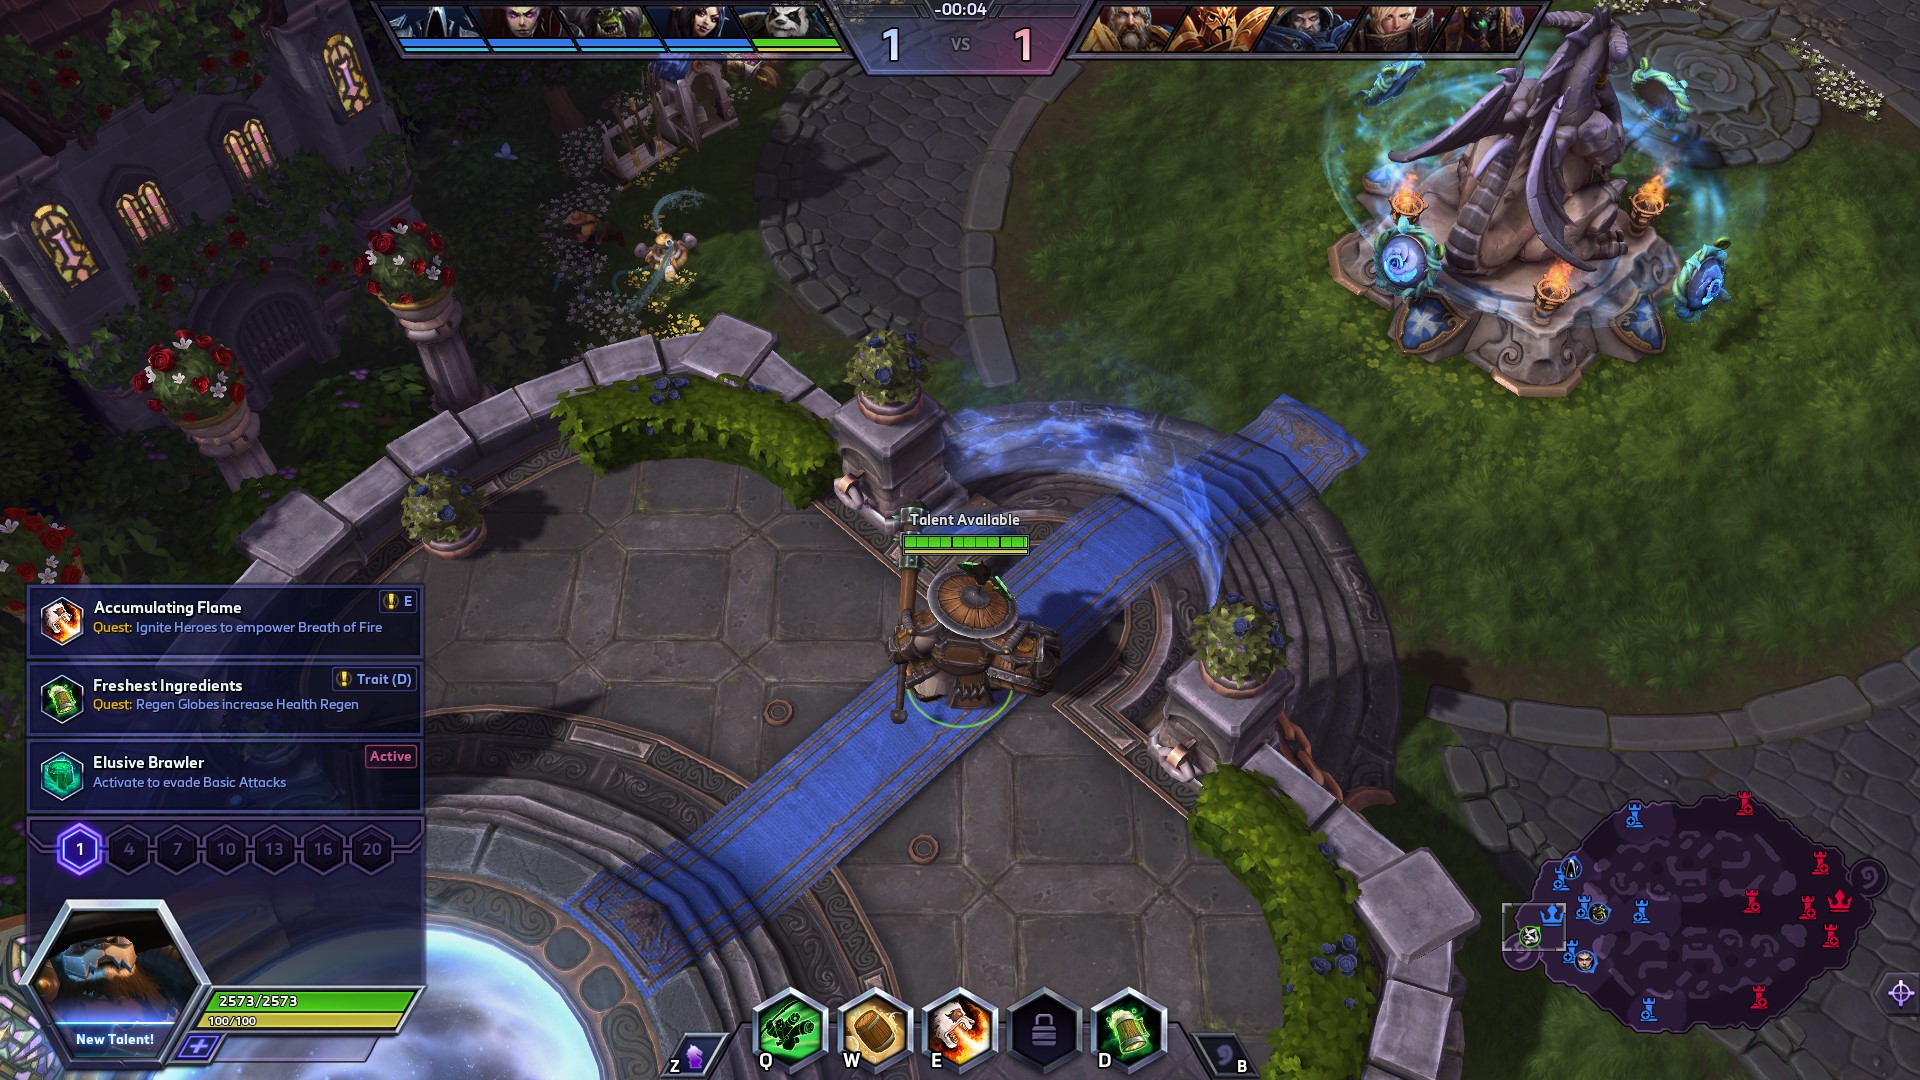 -00:04
1 VS 1
Talent Available
Accumulating Flame
E
Quest: Ignite Heroes to empower Breath of Fire
Freshest Ingredients
Trait (D)
Quest: Regen Globes increase Health Regen
Elusive Brawler
Active
Activate to evade Basic Attacks
1 4 7 10 13 16 20
2573/2573
100/100
New Talent!
Z Q W E D B